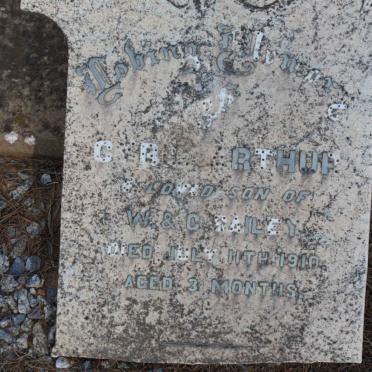 In Loving Memory
of
ARTHUR
BELOVED SON OF
W. & C. BAILEY
DIED JULY 11TH, 1910
AGED 3 MONTHS.